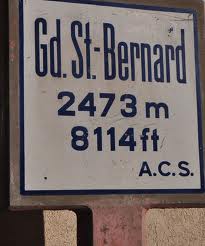 Gd. St-Bernard
2473 m
8114 ft
A.C.S.